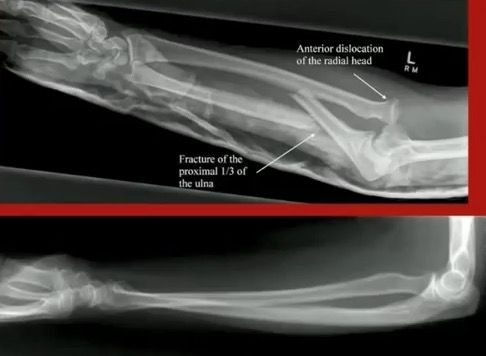 Anterior dislocation
of the radial head
L
R M
Fracture of the
proximal 1/3 of
the ulna